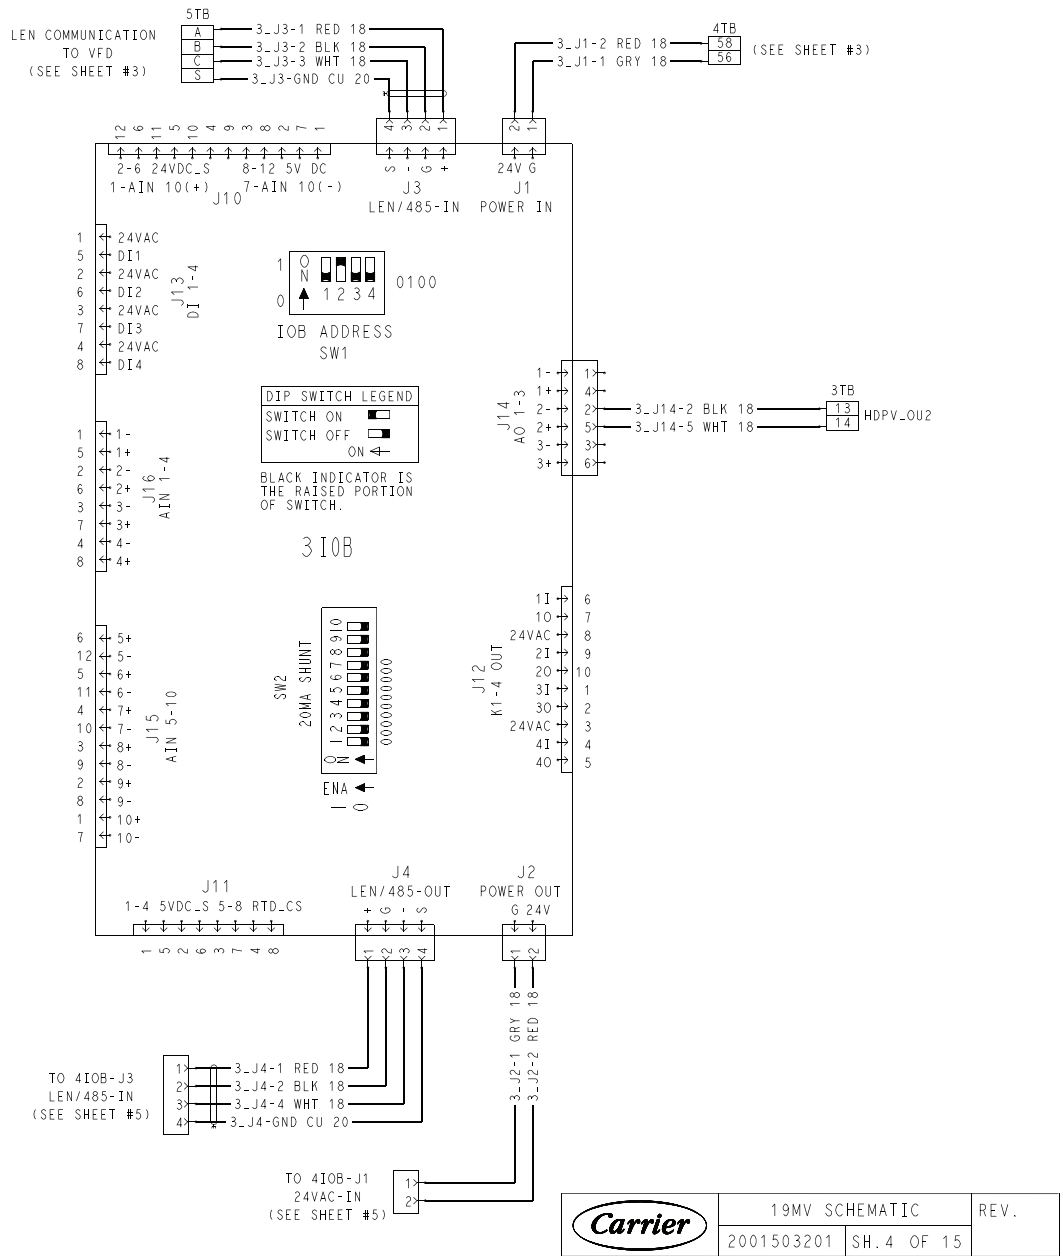 LEN COMMUNICATION
TO VFD
(SEE SHEET #3)
5TB
A 3_J3-1 RED 18
B 3_J3-2 BLK 18
C 3_J3-3 WHT 18
S 3_J3-GND CU 20
4TB
3_J1-2 RED 18 58
3_J1-1 GRY 18 56
(SEE SHEET #3)
12 6 11 5 10 4 9 3 8 2 7 1
2-6 24VDC_S 8-12 5V DC
1-AIN 10(+) 7-AIN 10(-)
J10
4 3 2 1
S - G +
J3
LEN/485-IN
2 1
24V G
J1
POWER IN
1 24VAC
5 DI1
2 24VAC
6 DI2
3 24VAC
7 DI3
4 24VAC
8 DI4
J13
DI 1-4
1
0
ON
1 2 3 4
0100
IOB ADDRESS
SW1
DIP SWITCH LEGEND
SWITCH ON
SWITCH OFF
ON
BLACK INDICATOR IS
THE RAISED PORTION
OF SWITCH.
3IOB
1 1-
5 1+
2 2-
6 2+
3 3-
7 3+
4 4-
8 4+
J16
AIN 1-4
J14
AO 1-3
1- 1
1+ 4
2- 2
2+ 5
3- 3
3+ 6
3_J14-2 BLK 18
3_J14-5 WHT 18
3TB
13
14
HDPV_OU2
6 5+
12 5-
5 6+
11 6-
4 7+
10 7-
3 8+
9 8-
2 9+
8 9-
1 10+
7 10-
J15
AIN 5-10
SW2
20MA SHUNT
1 2 3 4 5 6 7 8 9 10
ON
0000000000
ENA
1 0
J12
K1-4 OUT
1I 6
1O 7
24VAC 8
2I 9
2O 10
3I 1
3O 2
24VAC 3
4I 4
4O 5
J11
1-4 5VDC_S 5-8 RTD_CS
1 5 2 6 3 7 4 8
J4
LEN/485-OUT
+ G - S
1 2 3 4
J2
POWER OUT
G 24V
1 2
3_J2-1 GRY 18
3_J2-2 RED 18
TO 4IOB-J3
LEN/485-IN
(SEE SHEET #5)
1 3_J4-1 RED 18
2 3_J4-2 BLK 18
3 3_J4-4 WHT 18
4 3_J4-GND CU 20
TO 4IOB-J1
24VAC-IN
(SEE SHEET #5)
1
2
Carrier
19MV SCHEMATIC
REV.
2001503201
SH.4 OF 15